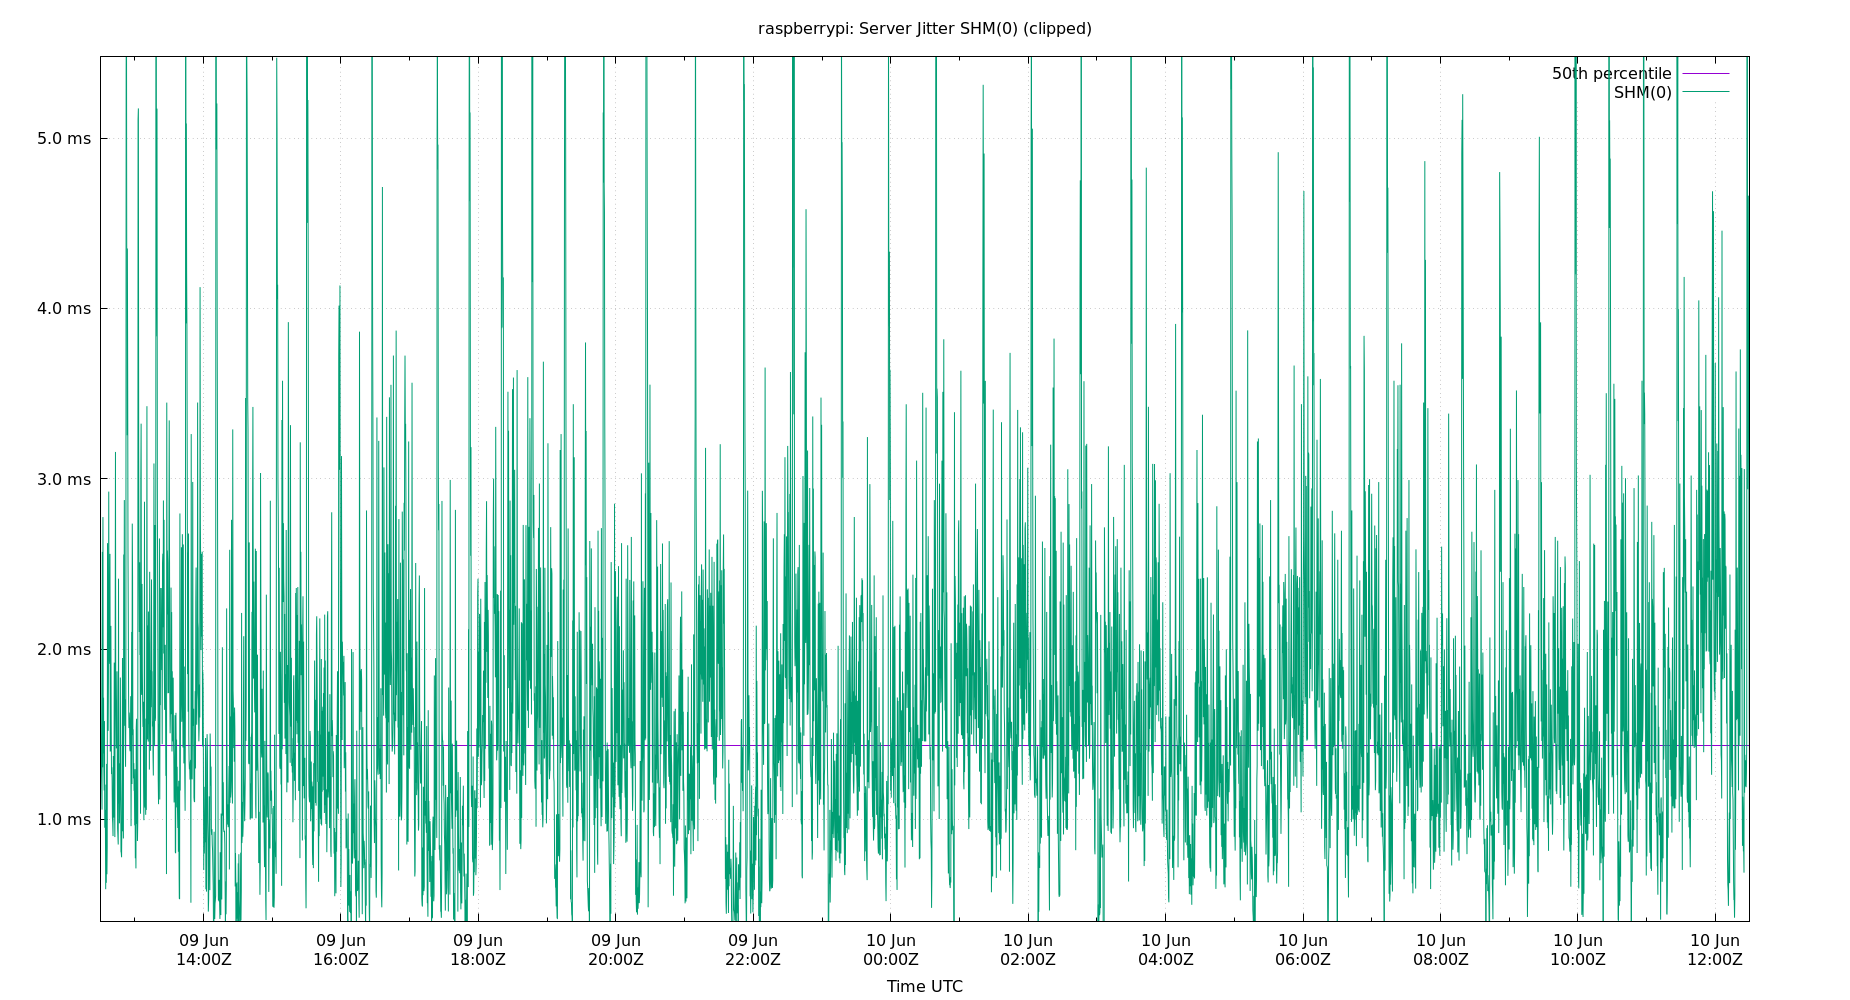 raspberrypi: Server Jitter SHM(0) (clipped)
50th percentile
SHM(0)
5.0 ms
4.0 ms
3.0 ms
2.0 ms
1.0 ms
09 Jun 09 Jun 09 Jun 09 Jun 09 Jun 10 Jun 10 Jun 10 Jun 10 Jun 10 Jun 10 Jun 10 Jun
14:00Z 16:00Z 18:00Z 20:00Z 22:00Z 00:00Z 02:00Z 04:00Z 06:00Z 08:00Z 10:00Z 12:00Z
Time UTC